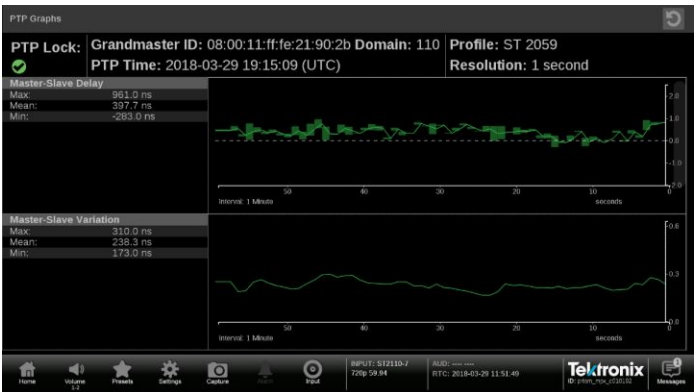 PTP Graphs
PTP Lock:
Grandmaster ID: 08:00:11:ff:fe:21:90:2b Domain: 110
Profile: ST 2059
PTP Time: 2018-03-29 19:15:09 (UTC)
Resolution: 1 second
Master-Slave Delay
Max: 961.0 ns
Mean: 397.7 ns
Min: -283.0 ns
2.0
1.0
0.0
-1.0
-2.0
50 40 30 20 10 0
Interval: 1 Minute seconds
Master-Slave Variation
Max: 310.0 ns
Mean: 238.3 ns
Min: 173.0 ns
0.6
0.3
0.0
50 40 30 20 10 0
Interval: 1 Minute seconds
Home
Volume
1-2
Presets
Settings
Capture
Alarm
Input
INPUT: ST2110-7
720p 59.94
AUD: ---- ----
RTC: 2018-03-29 11:51:49
Tektronix
Messages